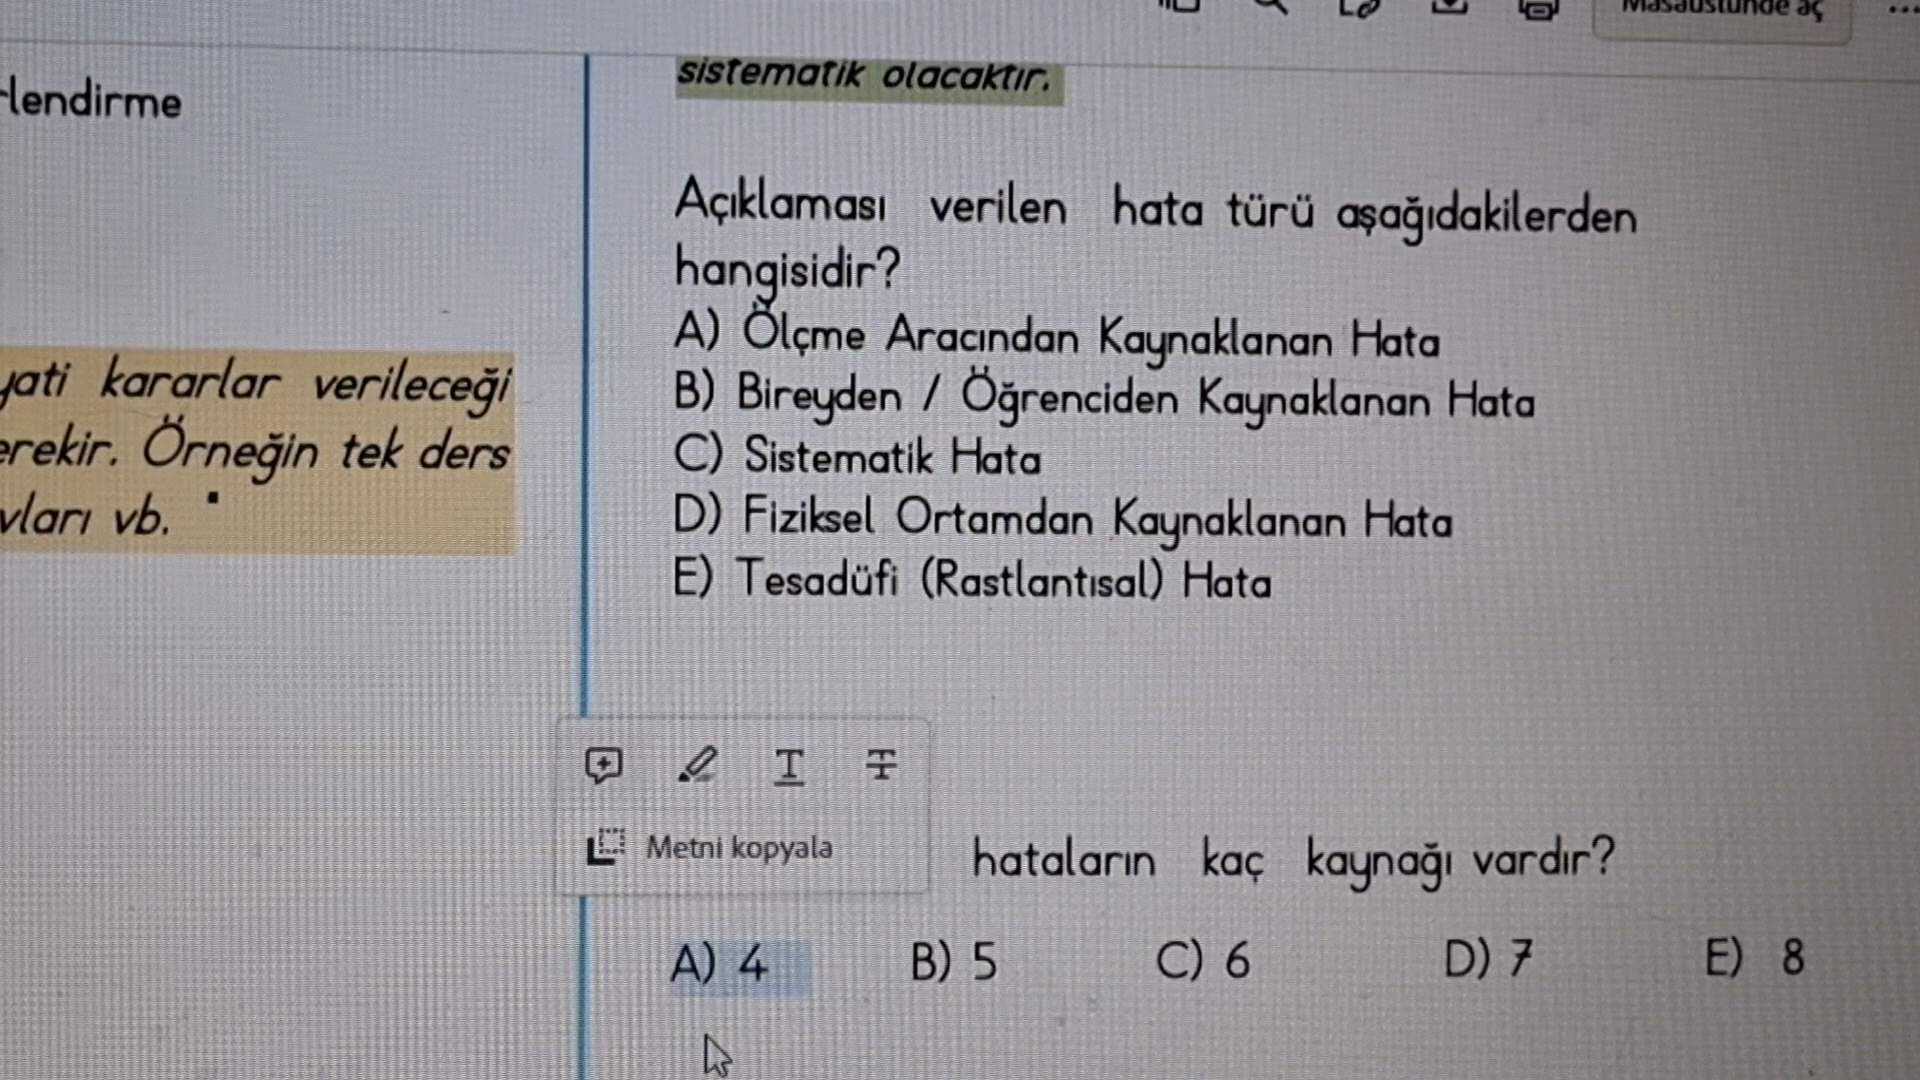 Masaüstünde aç
lendirme
yati kararlar verileceği
erekir. Örneğin tek ders
vları vb.
sistematik olacaktır.
Açıklaması verilen hata türü aşağıdakilerden
hangisidir?
A) Ölçme Aracından Kaynaklanan Hata
B) Bireyden / Öğrenciden Kaynaklanan Hata
C) Sistematik Hata
D) Fiziksel Ortamdan Kaynaklanan Hata
E) Tesadüfi (Rastlantısal) Hata
Metni kopyala
hataların kaç kaynağı vardır?
A) 4 B) 5 C) 6 D) 7 E) 8